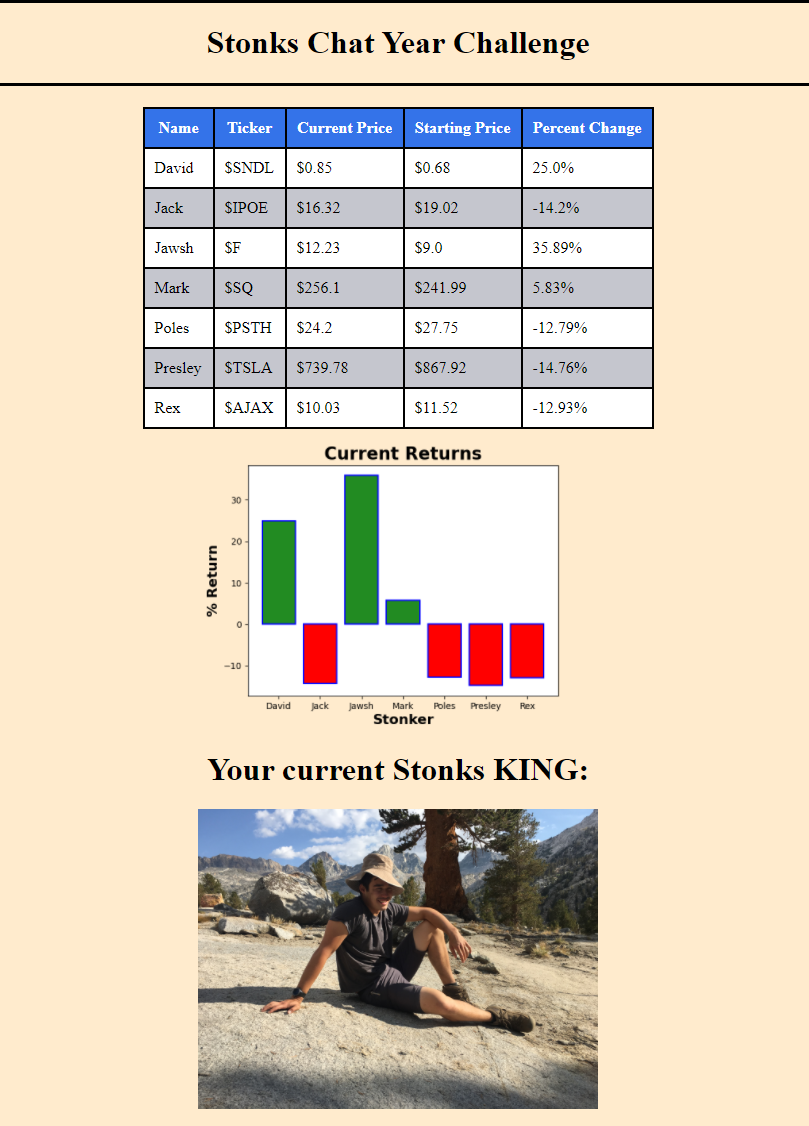 Stonks Chat Year Challenge
Name Ticker Current Price Starting Price Percent Change
David $SNDL $0.85 $0.68 25.0%
Jack $IPOE $16.32 $19.02 -14.2%
Jawsh $F $12.23 $9.0 35.89%
Mark $SQ $256.1 $241.99 5.83%
Poles $PSTH $24.2 $27.75 -12.79%
Presley $TSLA $739.78 $867.92 -14.76%
Rex $AJAX $10.03 $11.52 -12.93%
Current Returns
% Return
30
20
10
0
−10
David Jack Jawsh Mark Poles Presley Rex
Stonker
Your current Stonks KING: